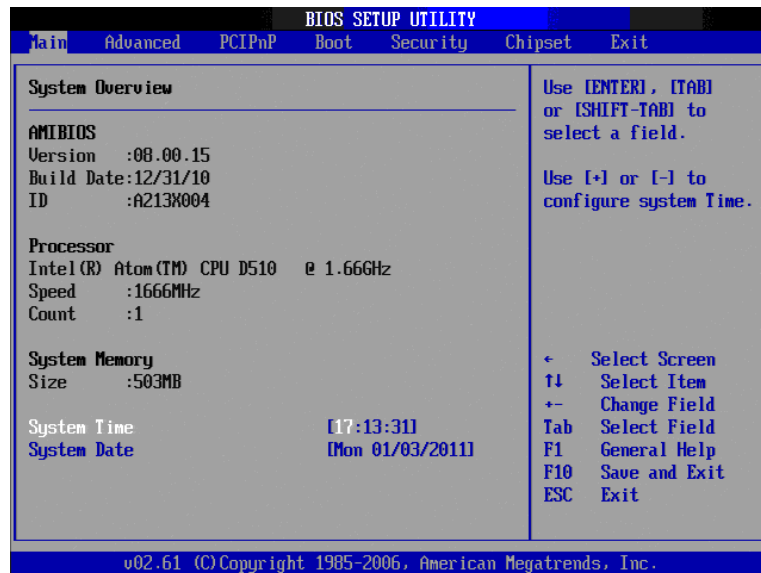 BIOS SETUP UTILITY
Main Advanced PCIPnP Boot Security Chipset Exit
System Overview
AMIBIOS
Version :08.00.15
Build Date:12/31/10
ID :A213X004
Processor
Intel(R) Atom(TM) CPU D510 @ 1.66GHz
Speed :1666MHz
Count :1
System Memory
Size :503MB
System Time [17:13:31]
System Date [Mon 01/03/2011]
Use [ENTER], [TAB]
or [SHIFT-TAB] to
select a field.
Use [+] or [-] to
configure system Time.
← Select Screen
↑↓ Select Item
+- Change Field
Tab Select Field
F1 General Help
F10 Save and Exit
ESC Exit
v02.61 (C)Copyright 1985-2006, American Megatrends, Inc.